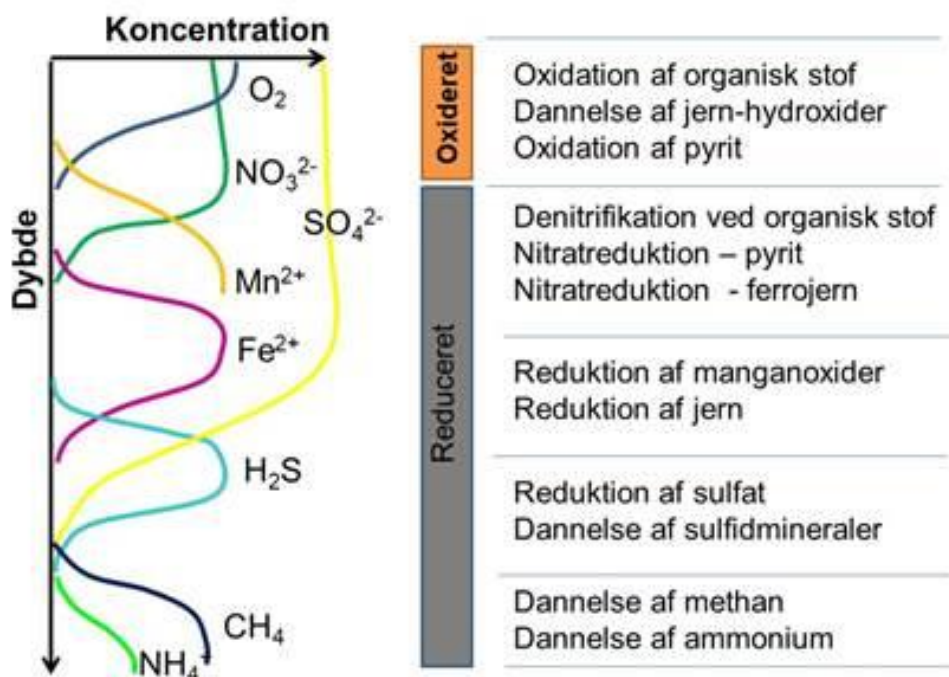 Koncentration
Dybde
O₂
NO₃²⁻
SO₄²⁻
Mn²⁺
Fe²⁺
H₂S
CH₄
NH₄⁺
Oxideret
Reduceret
Oxidation af organisk stof
Dannelse af jern-hydroxider
Oxidation af pyrit
Denitrifikation ved organisk stof
Nitratreduktion – pyrit
Nitratreduktion - ferrojern
Reduktion af manganoxider
Reduktion af jern
Reduktion af sulfat
Dannelse af sulfidmineraler
Dannelse af methan
Dannelse af ammonium